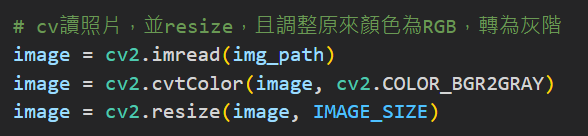 # cv讀照片，並resize，且調整原來顏色為RGB，轉為灰階
image = cv2.imread(img_path)
image = cv2.cvtColor(image, cv2.COLOR_BGR2GRAY)
image = cv2.resize(image, IMAGE_SIZE)